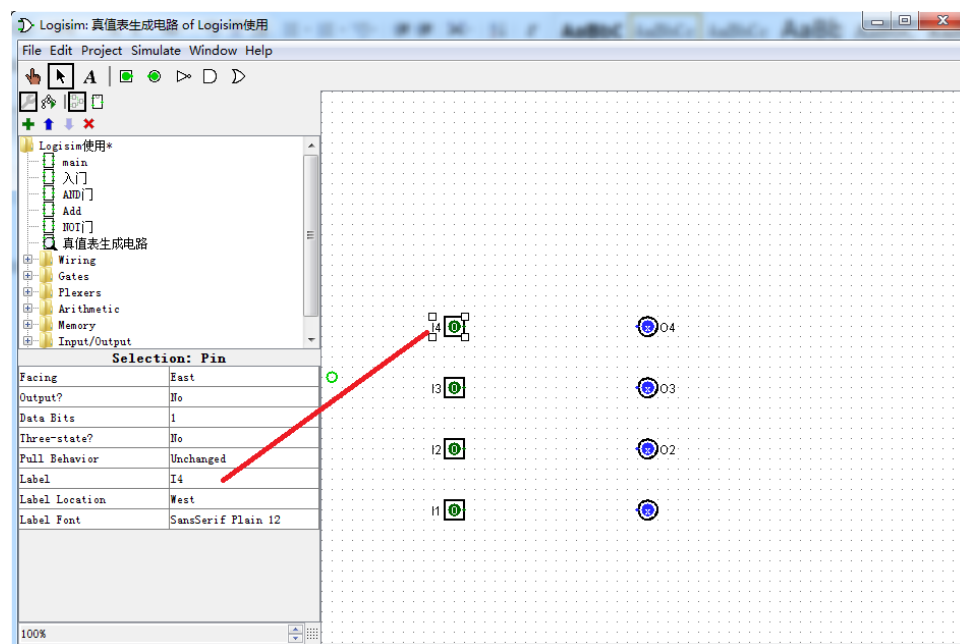 Logisim: 真值表生成电路 of Logisim使用
File Edit Project Simulate Window Help
A
Logisim使用*
main
入门
AND门
Add
NOT门
真值表生成电路
Wiring
Gates
Plexers
Arithmetic
Memory
Input/Output
Selection: Pin
Facing East
Output? No
Data Bits 1
Three-state? No
Pull Behavior Unchanged
Label I4
Label Location West
Label Font SansSerif Plain 12
100%
I4 0 x O4
I3 0 x O3
I2 0 x O2
I1 0 x